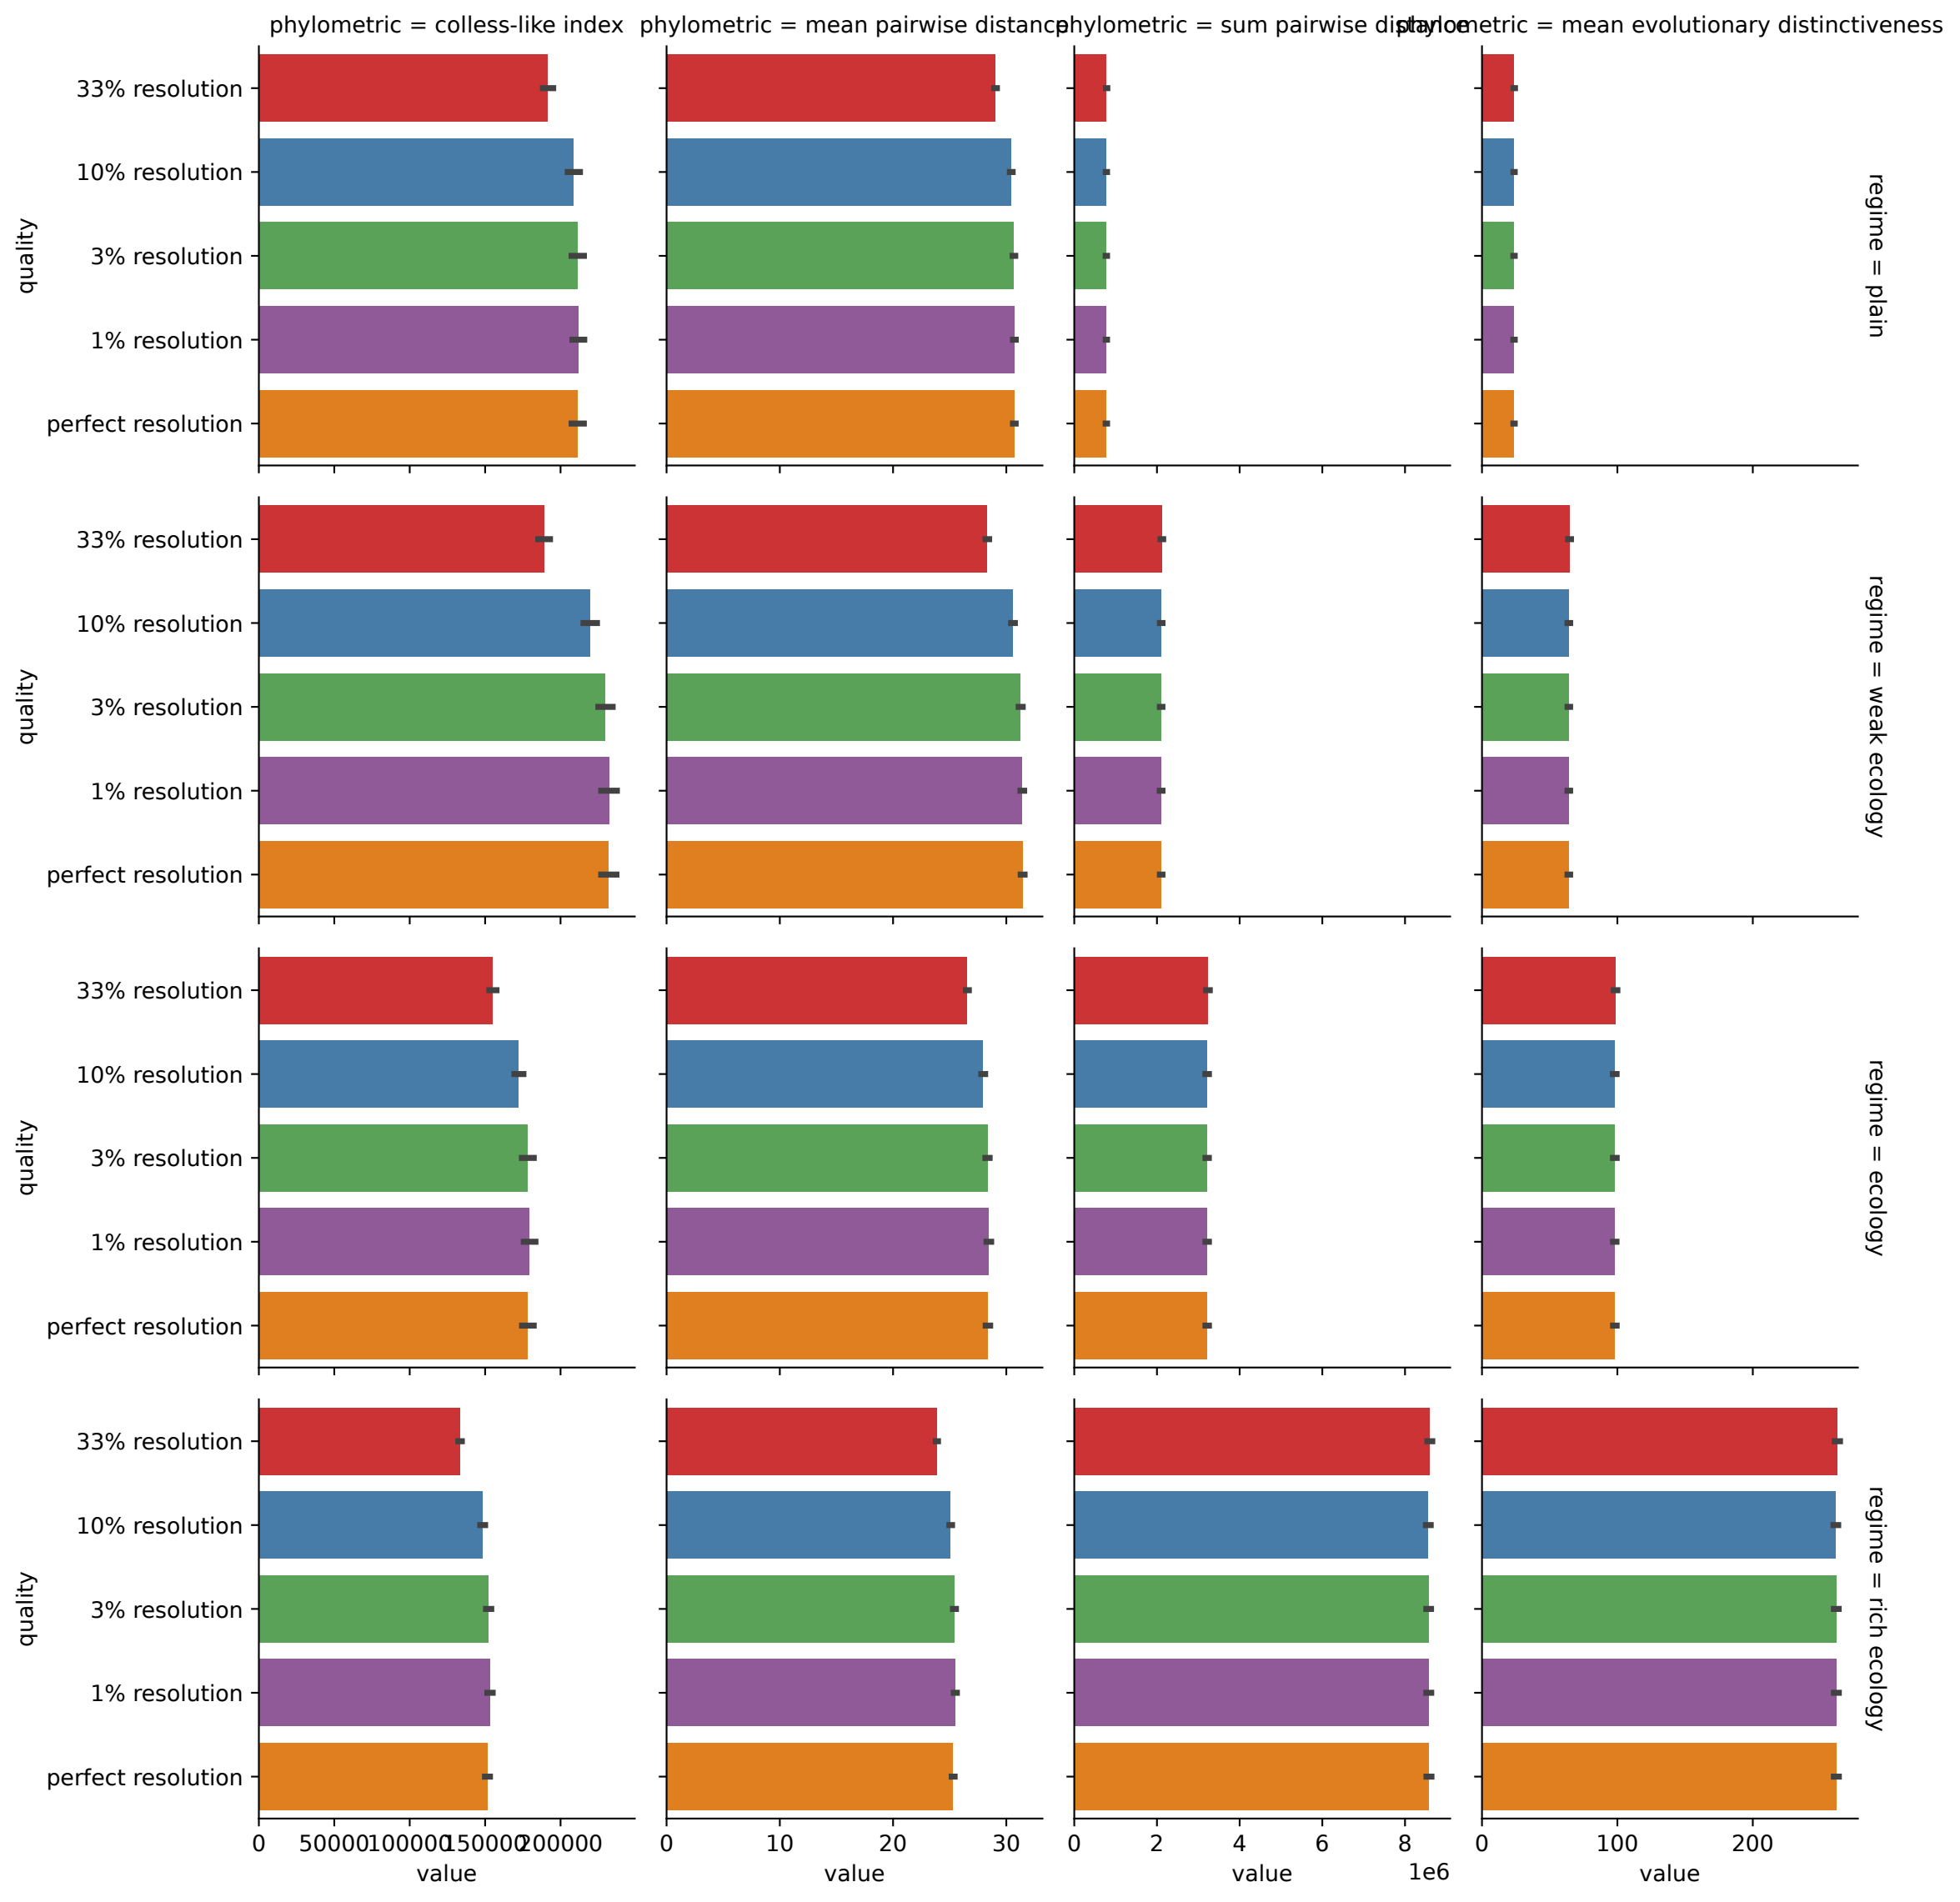 phylometric = colless-like index
phylometric = mean pairwise distance
phylometric = sum pairwise distance
phylometric = mean evolutionary distinctiveness
quality
33% resolution
10% resolution
3% resolution
1% resolution
perfect resolution
regime = plain
quality
33% resolution
10% resolution
3% resolution
1% resolution
perfect resolution
regime = weak ecology
quality
33% resolution
10% resolution
3% resolution
1% resolution
perfect resolution
regime = ecology
quality
33% resolution
10% resolution
3% resolution
1% resolution
perfect resolution
regime = rich ecology
0 50000 100000 150000 200000
value
0 10 20 30
value
0 2 4 6 8
1e6
value
0 100 200
value